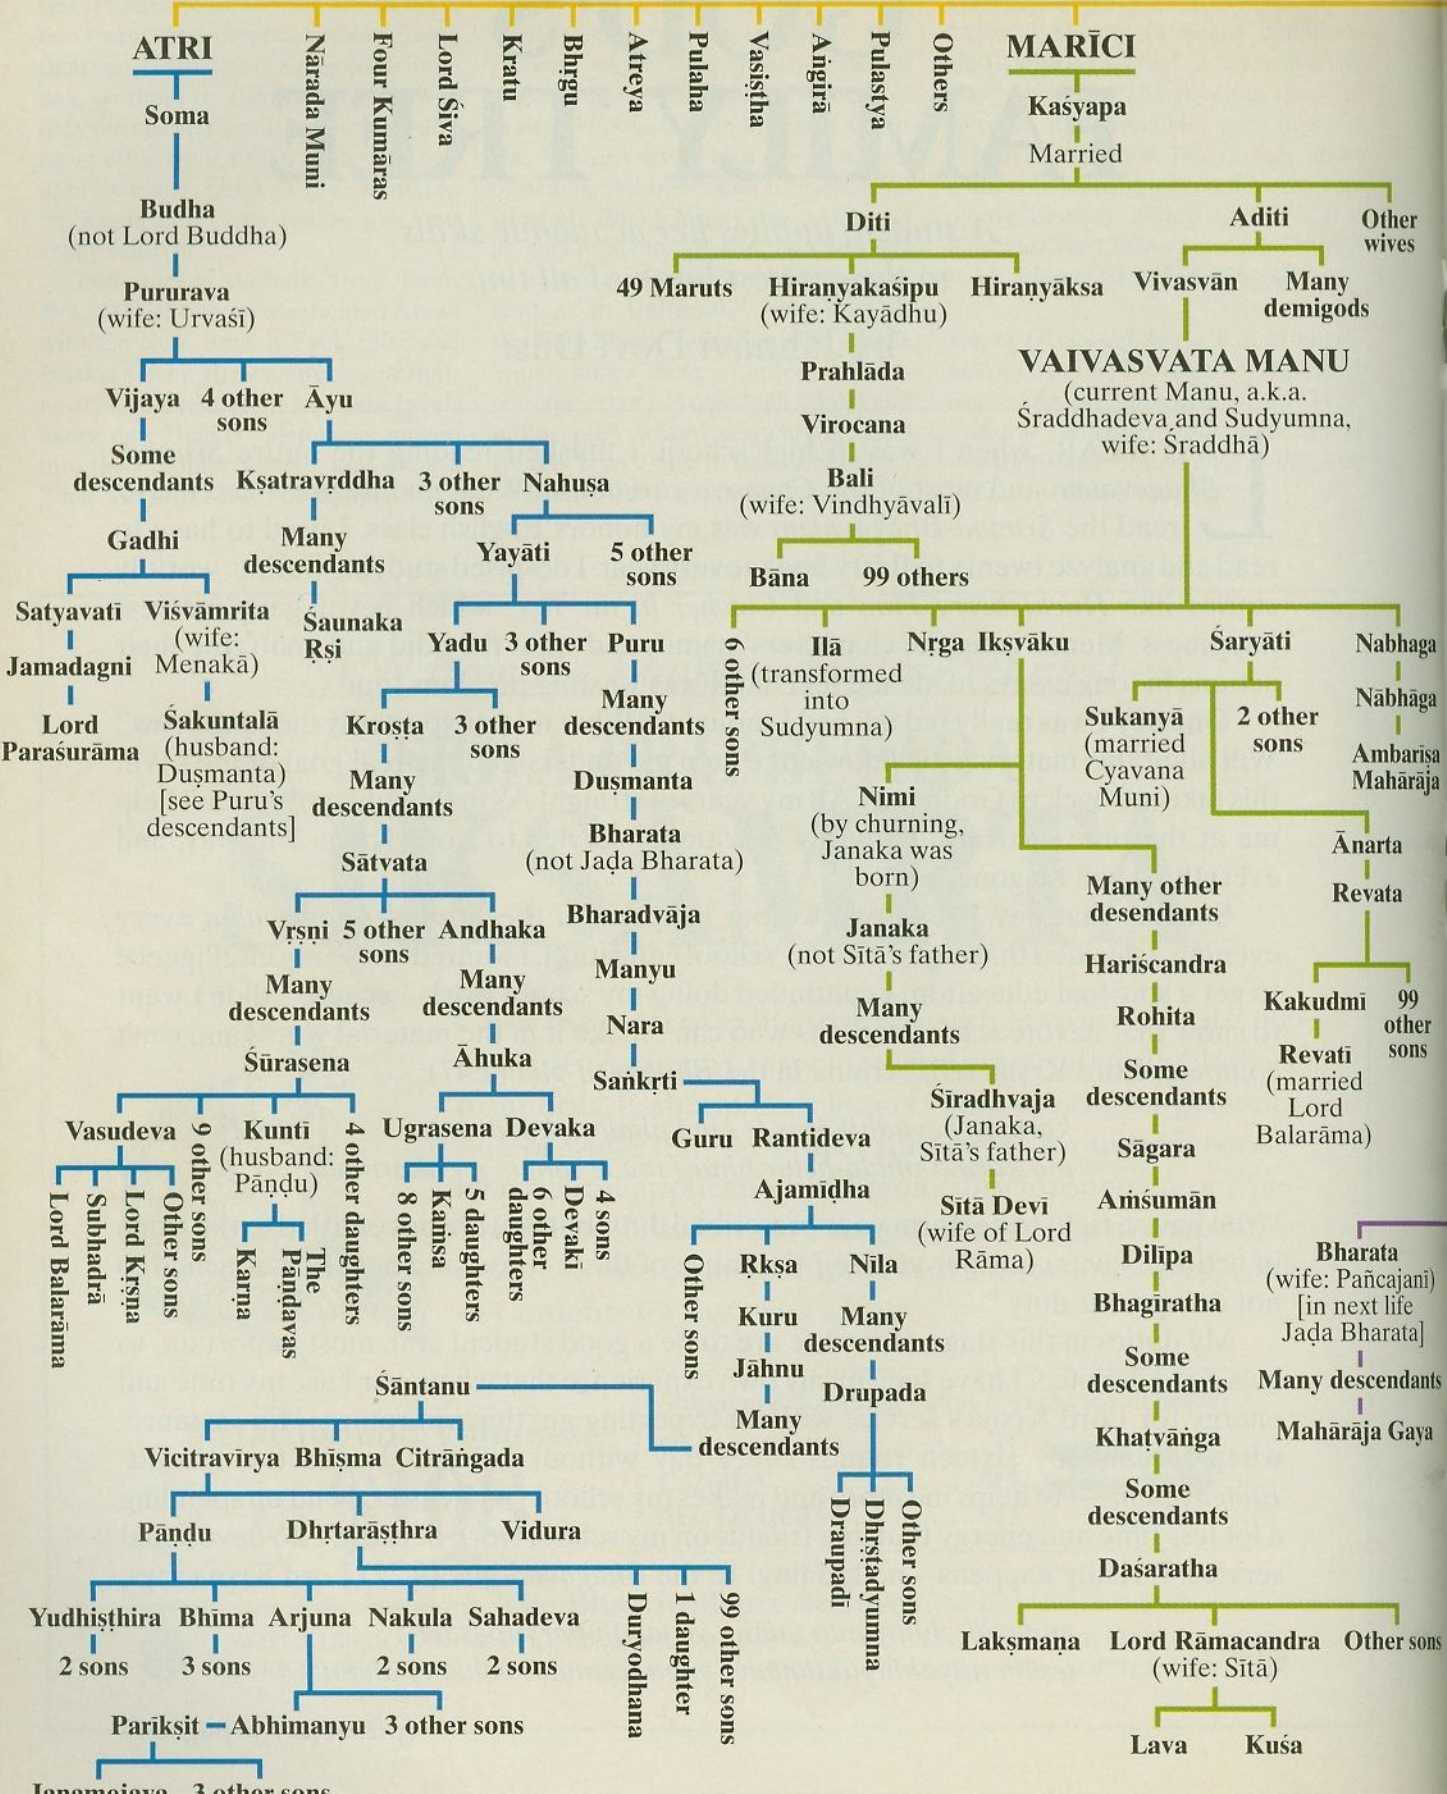 ATRI
Nārada Muni
Four Kumāras
Lord Śiva
Kratu
Bhṛgu
Atreya
Pulaha
Vasiṣṭha
Aṅgirā
Pulastya
Others
MARĪCI
Soma
Kaśyapa
Married
Budha
(not Lord Buddha)
Diti
Aditi
Other
wives
Pururava
(wife: Urvaśī)
49 Maruts
Hiraṇyakaśipu
(wife: Kayādhu)
Hiraṇyākṣa
Vivasvān
Many
demigods
Prahlāda
Virocana
Bali
(wife: Vindhyāvalī)
Bāna
99 others
VAIVASVATA MANU
(current Manu, a.k.a.
Śraddhadeva and Sudyumna,
wife: Śraddhā)
Vijaya
4 other
sons
Āyu
Some
descendants
Kṣatravṛddha
3 other
sons
Nahuṣa
Gadhi
Many
descendants
Yayāti
5 other
sons
Satyavatī
Viśvāmrita
(wife:
Menakā)
Śaunaka
Ṛṣi
Yadu
3 other
sons
Puru
Jamadagni
Lord
Paraśurāma
Śakuntalā
(husband:
Duṣmanta)
[see Puru's
descendants]
Kroṣṭa
3 other
sons
Many
descendants
Many
descendants
Duṣmanta
Sātvata
Bharata
(not Jaḍa Bharata)
Vṛṣni
5 other
sons
Andhaka
Bharadvāja
Many
descendants
Many
descendants
Manyu
Nara
Śūrasena
Āhuka
Saṅkṛti
Vasudeva
9 other sons
Kuntī
(husband:
Pāṇḍu)
4 other daughters
Ugrasena
Devaka
Guru
Rantideva
Lord Balarāma
Subhadrā
Lord Kṛṣṇa
Other sons
Karṇa
The
Pāṇḍavas
8 other sons
Kaṁsa
5 daughters
6 other
daughters
Devakī
4 sons
Ajamīḍha
Other sons
Ṛkṣa
Nīla
Kuru
Many
descendants
Jāhnu
Drupada
Many
descendants
Draupadī
Dhṛṣṭadyumna
Other sons
Śāntanu
Vicitravīrya
Bhīṣma
Citrāṅgada
Pāṇḍu
Dhṛtarāṣṭhra
Vidura
Yudhiṣṭhira
Bhīma
Arjuna
Nakula
Sahadeva
Duryodhana
1 daughter
99 other sons
2 sons
3 sons
2 sons
2 sons
Parīkṣit
Abhimanyu
3 other sons
3 other sons
6 other sons
Ilā
(transformed
into
Sudyumna)
Nṛga
Ikṣvāku
Śaryāti
Nabhaga
Nābhāga
Ambarīṣa
Mahārāja
Sukanyā
(married
Cyavana
Muni)
2 other
sons
Nimi
(by churning,
Janaka was
born)
Ānarta
Revata
Janaka
(not Sītā's father)
Many other
desendants
Kakudmī
99
other
sons
Many
descendants
Hariścandra
Rohita
Revatī
(married
Lord
Balarāma)
Śīradhvaja
(Janaka,
Sītā's father)
Some
descendants
Sītā Devī
(wife of Lord
Rāma)
Sāgara
Aṁśumān
Dilīpa
Bhagīratha
Some
descendants
Khaṭvāṅga
Some
descendants
Daśaratha
Lakṣmaṇa
Lord Rāmacandra
(wife: Sītā)
Other sons
Lava
Kuśa
Bharata
(wife: Pañcajanī)
[in next life
Jaḍa Bharata]
Many descendants
Mahārāja Gaya